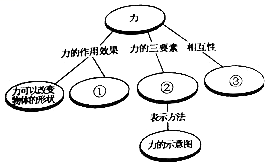 力
力的作用效果
力的三要素
相互性
力可以改变
物体的形状
①
②
③
表示方法
力的示意图